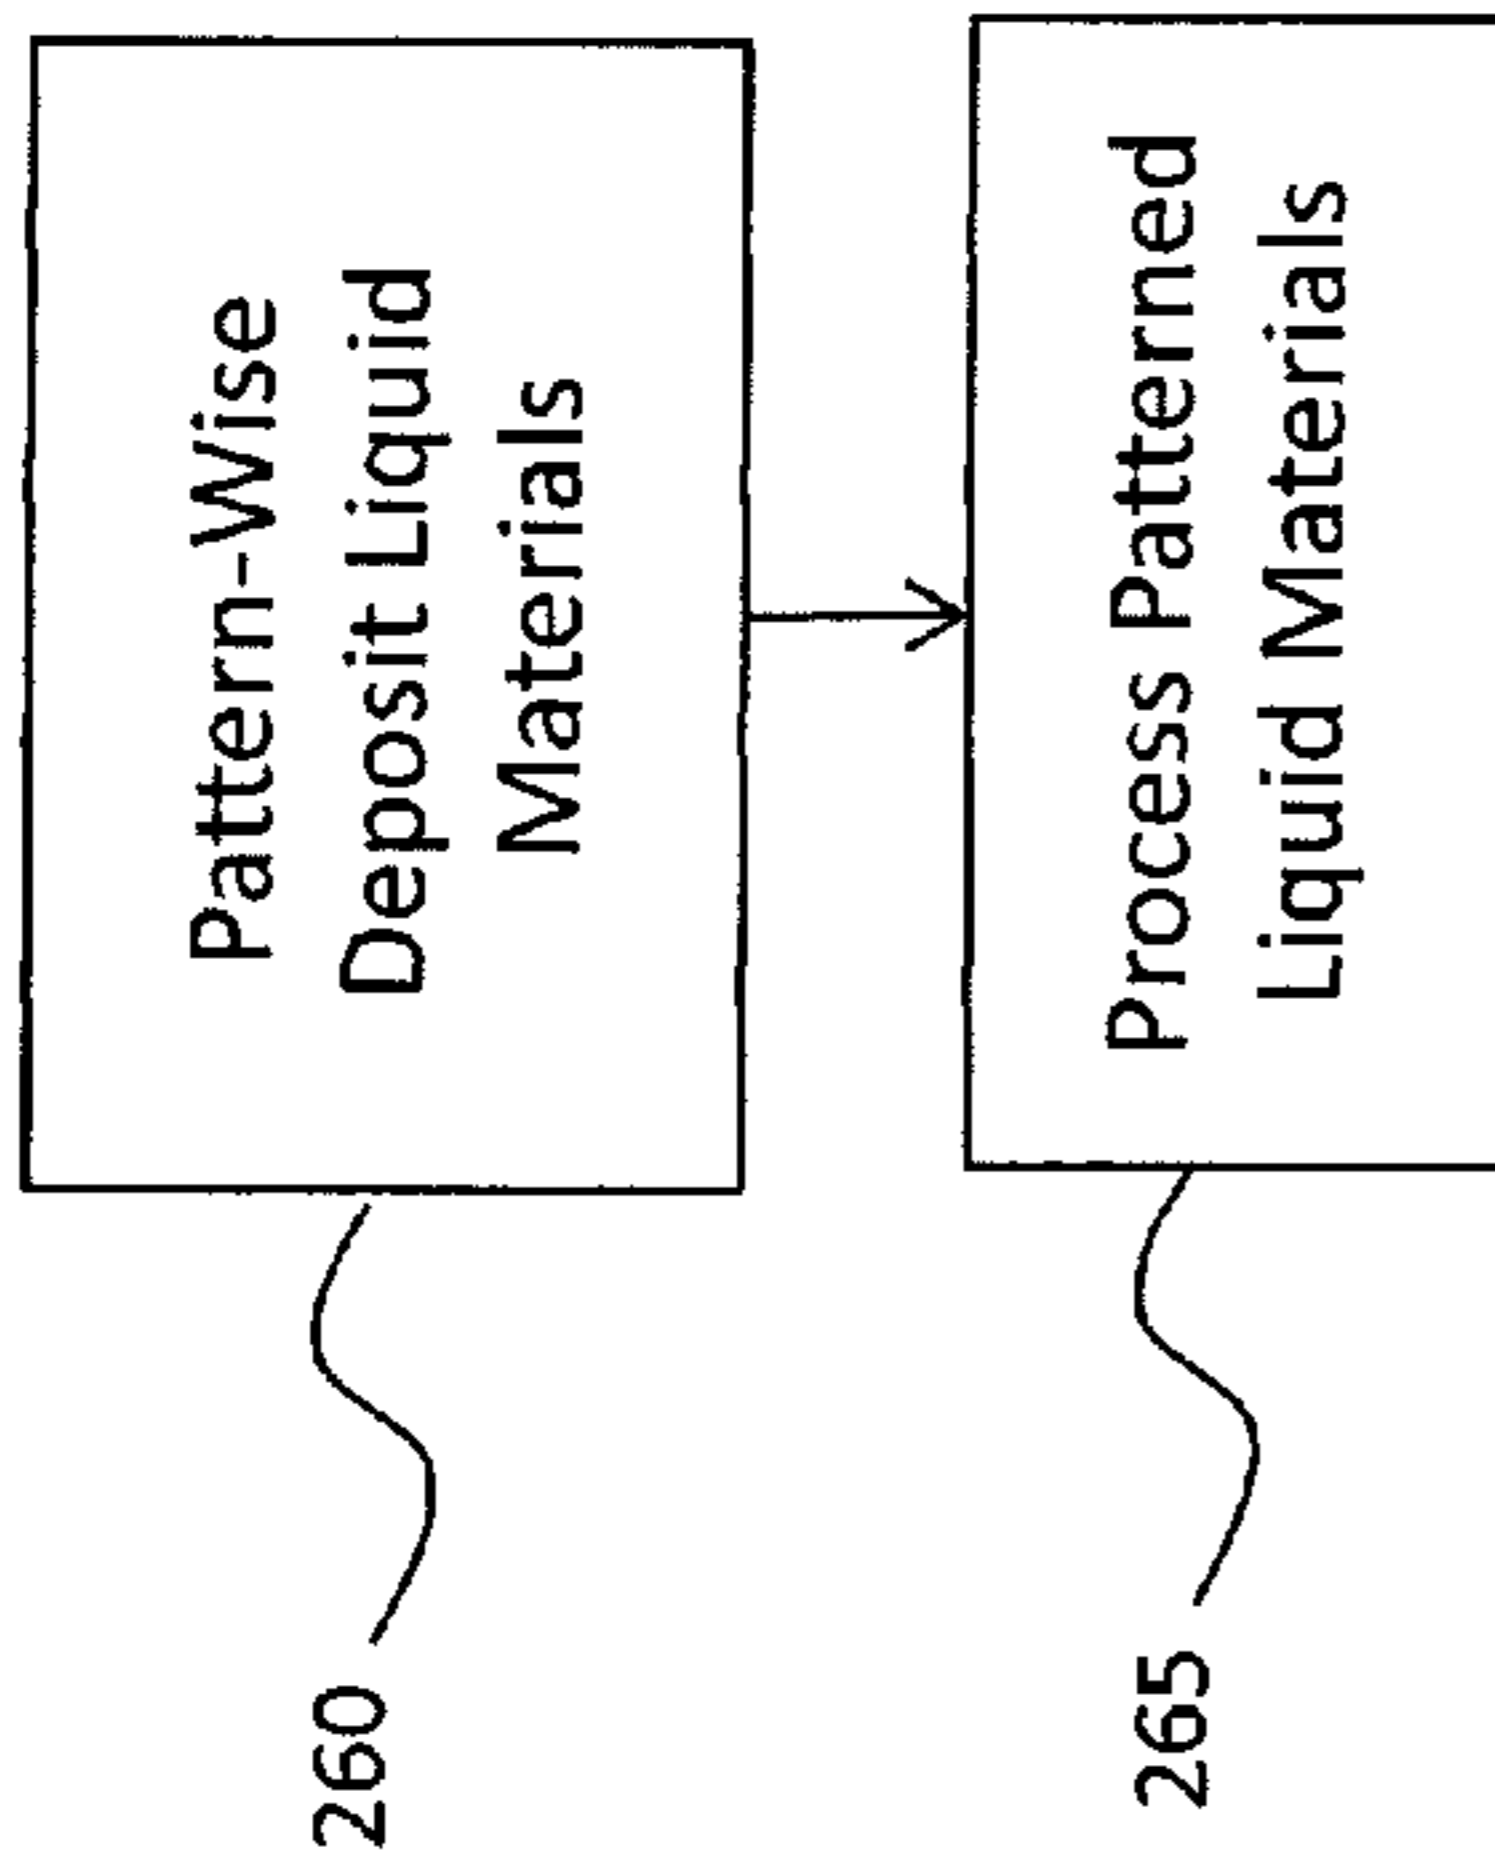 Pattern-Wise
Deposit Liquid
Materials
260
Process Patterned
Liquid Materials
265